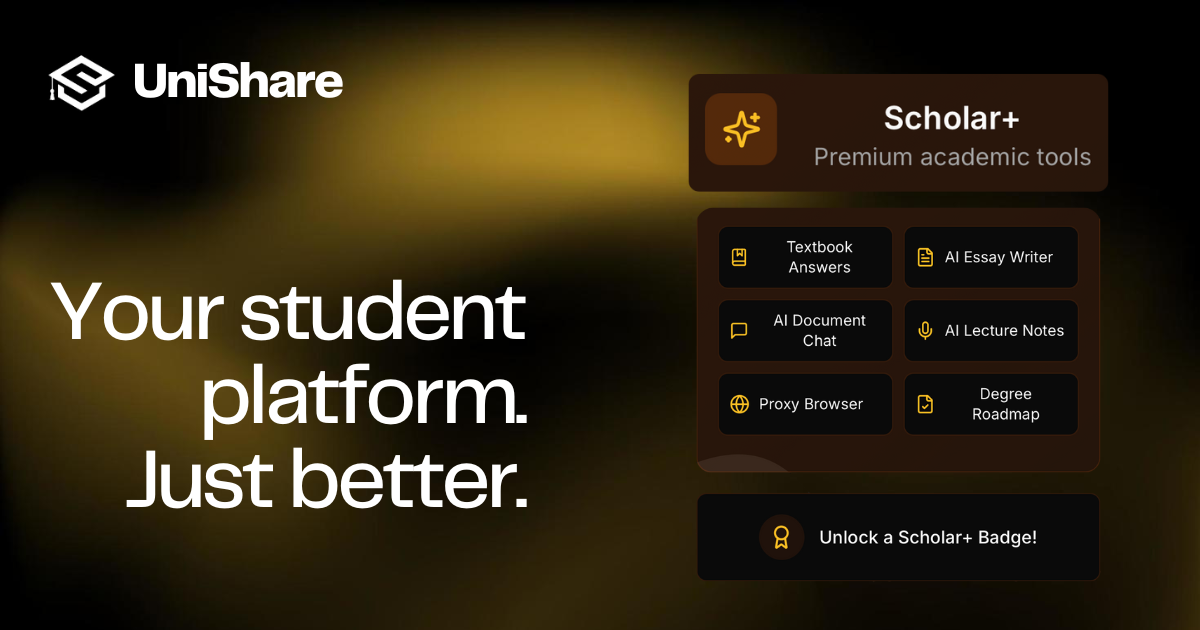 UniShare
Your student
platform.
Just better.
Scholar+
Premium academic tools
Textbook
Answers
AI Essay Writer
AI Document
Chat
AI Lecture Notes
Proxy Browser
Degree
Roadmap
Unlock a Scholar+ Badge!